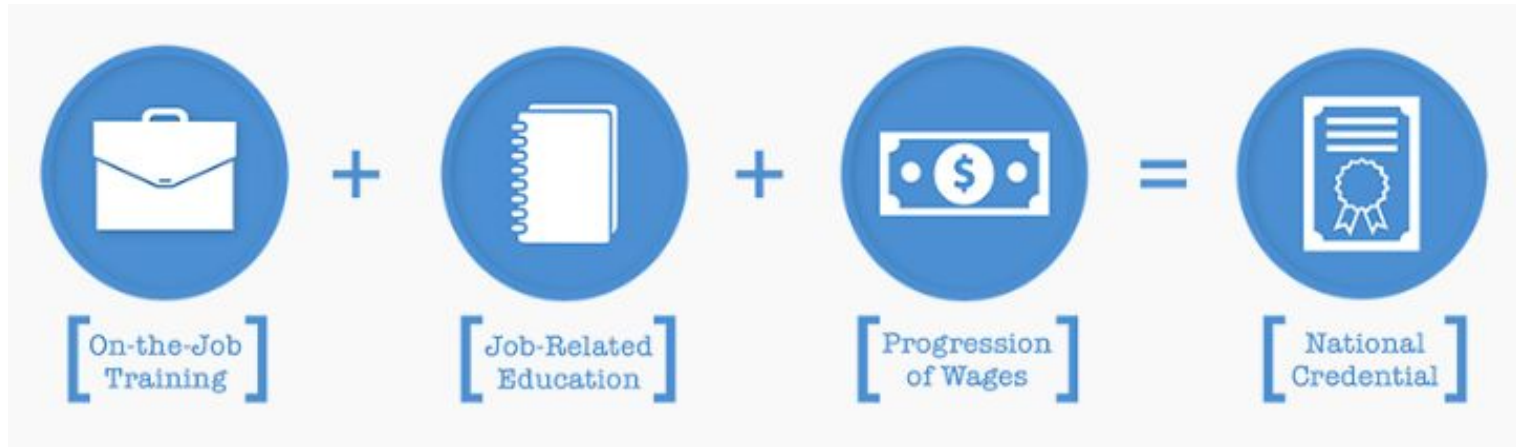 + + =
$
On-the-Job
Training
Job-Related
Education
Progression
of Wages
National
Credential